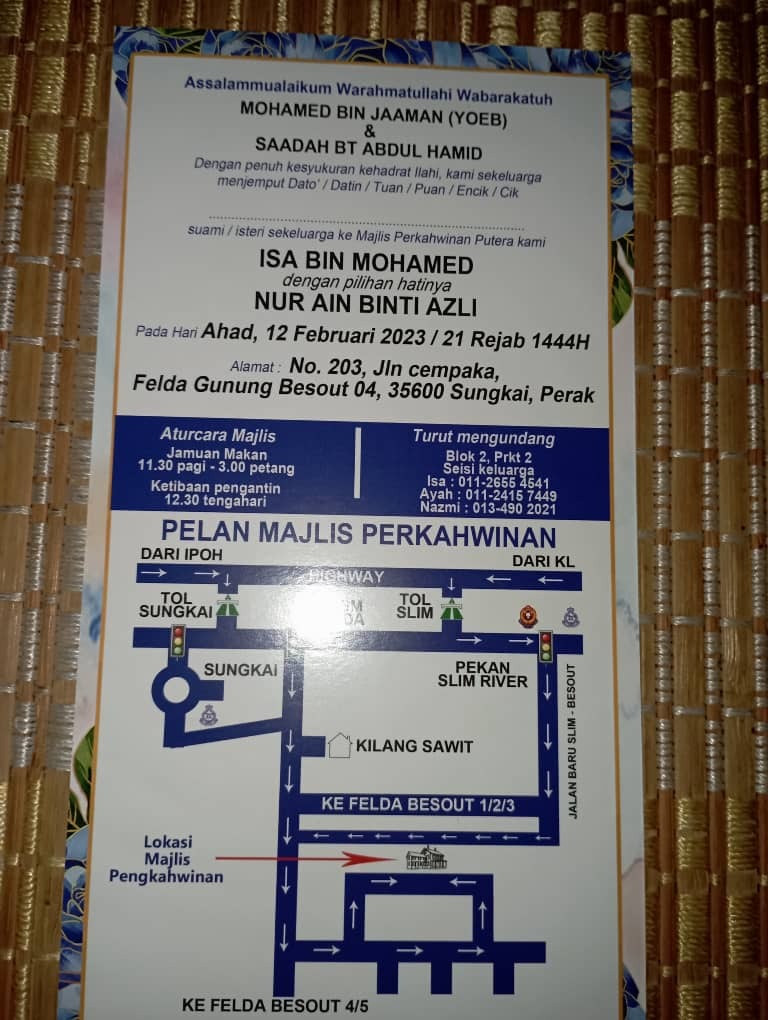 Assalammualaikum Warahmatullahi Wabarakatuh
MOHAMED BIN JAAMAN (YOEB)
&
SAADAH BT ABDUL HAMID
Dengan penuh kesyukuran kehadrat Ilahi, kami sekeluarga
menjemput Dato' / Datin / Tuan / Puan / Encik / Cik
suami / isteri sekeluarga ke Majlis Perkahwinan Putera kami
ISA BIN MOHAMED
dengan pilihan hatinya
NUR AIN BINTI AZLI
Pada Hari Ahad, 12 Februari 2023 / 21 Rejab 1444H
Alamat : No. 203, Jln cempaka,
Felda Gunung Besout 04, 35600 Sungkai, Perak
Aturcara Majlis
Jamuan Makan
11.30 pagi - 3.00 petang
Ketibaan pengantin
12.30 tengahari
Turut mengundang
Blok 2, Prkt 2
Seisi keluarga
Isa : 011-2655 4541
Ayah : 011-2415 7449
Nazmi : 013-490 2021
PELAN MAJLIS PERKAHWINAN
DARI IPOH
DARI KL
HIGHWAY
TOL
SUNGKAI
TOL
SLIM
SUNGKAI
PEKAN
SLIM RIVER
JALAN BARU SLIM - BESOUT
KILANG SAWIT
KE FELDA BESOUT 1/2/3
Lokasi
Majlis
Pengkahwinan
KE FELDA BESOUT 4/5